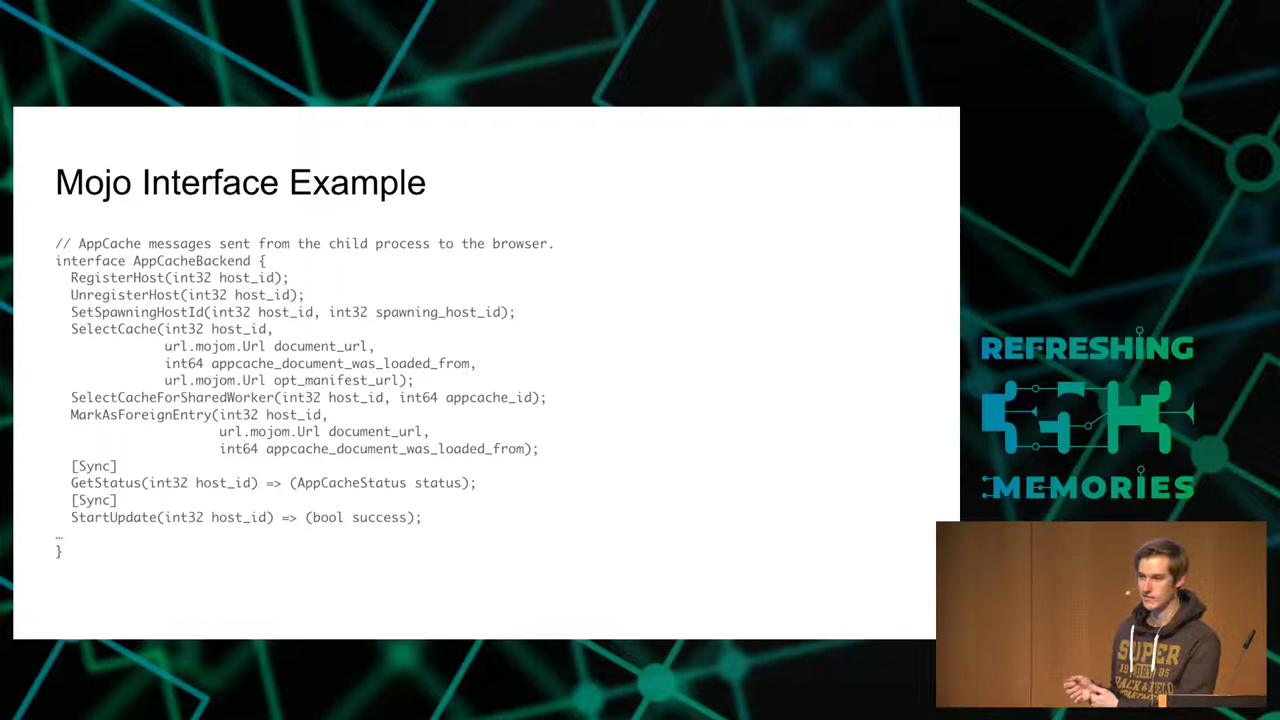 Mojo Interface Example
// AppCache messages sent from the child process to the browser.
interface AppCacheBackend {
RegisterHost(int32 host_id);
UnregisterHost(int32 host_id);
SetSpawningHostId(int32 host_id, int32 spawning_host_id);
SelectCache(int32 host_id,
url.mojom.Url document_url,
int64 appcache_document_was_loaded_from,
url.mojom.Url opt_manifest_url);
SelectCacheForSharedWorker(int32 host_id, int64 appcache_id);
MarkAsForeignEntry(int32 host_id,
url.mojom.Url document_url,
int64 appcache_document_was_loaded_from);
[Sync]
GetStatus(int32 host_id) => (AppCacheStatus status);
[Sync]
StartUpdate(int32 host_id) => (bool success);
…
}
REFRESHING
MEMORIES
SUPER